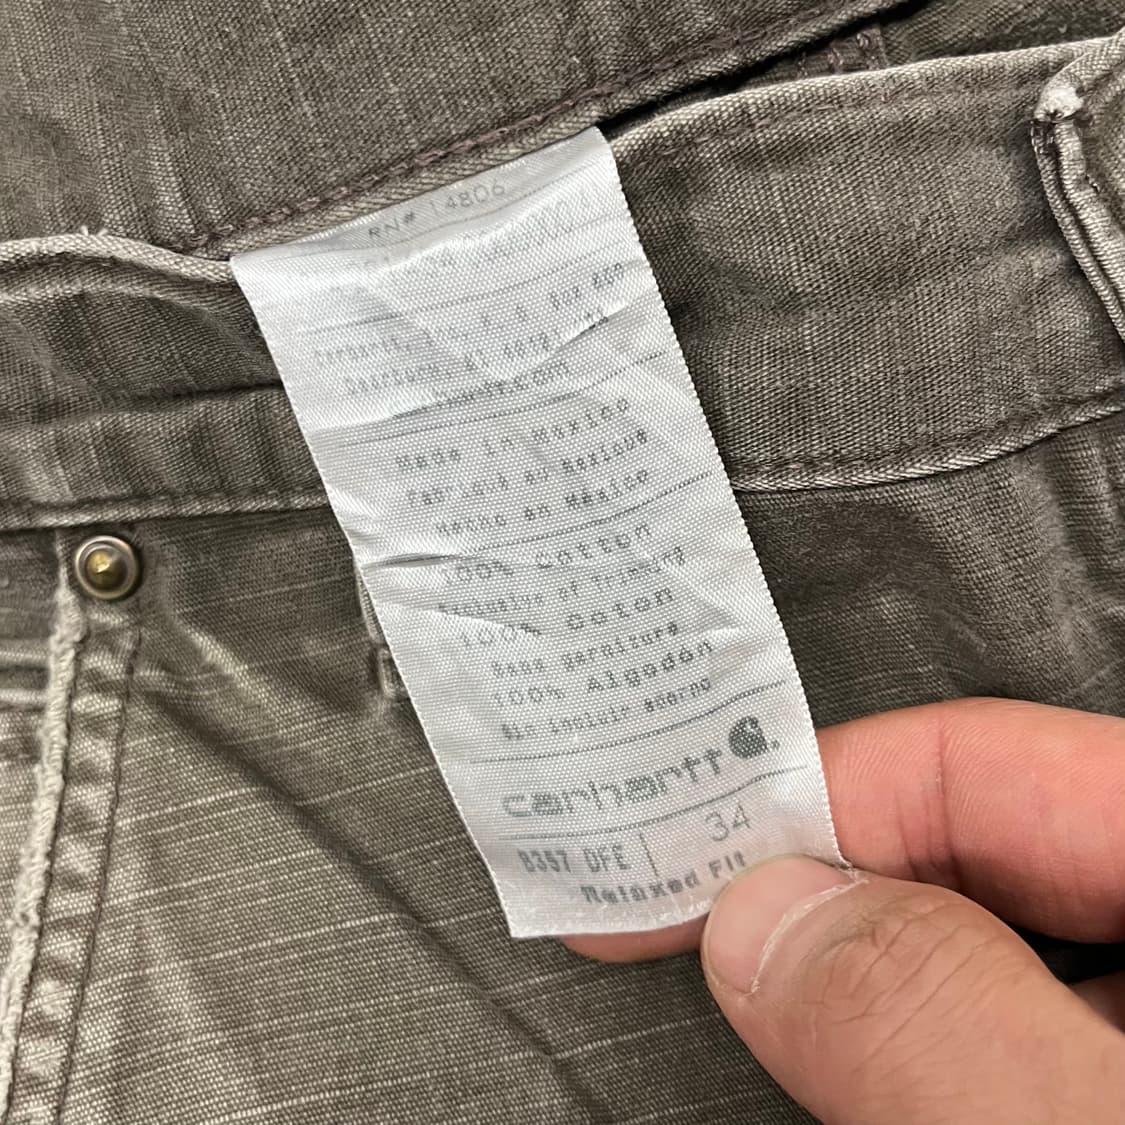 RN# 14806
Made in Mexico
Fabriqué au Mexique
Hecho en México
100% Cotton
Exclusive of Trimming
100% Coton
Sans garniture
100% Algodón
Sin incluir adorno
carhartt
B357 DFE | 34
Relaxed Fit